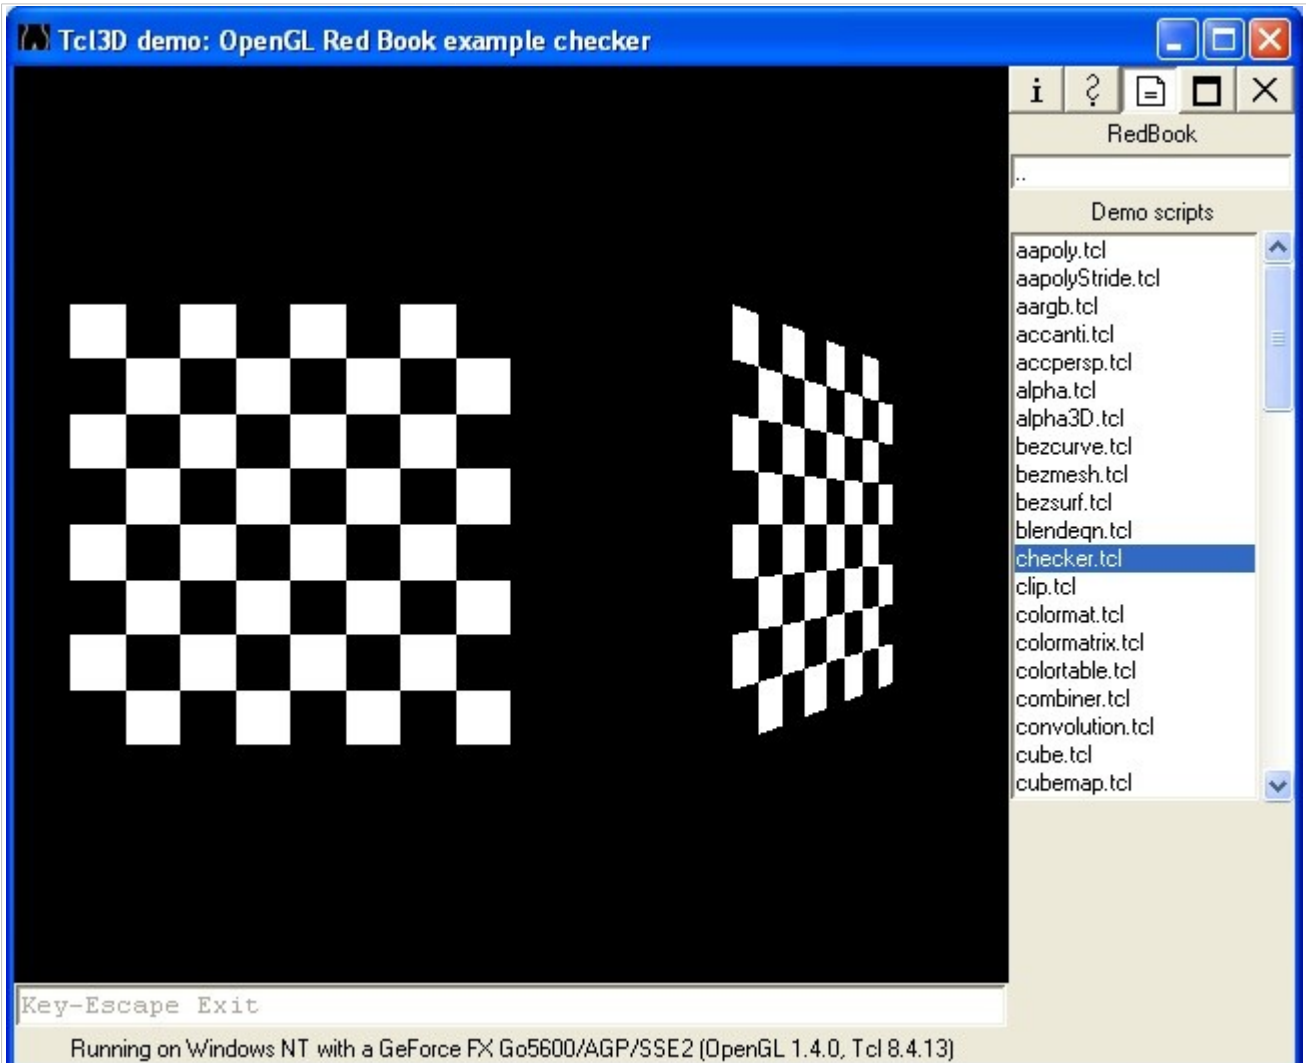 Tcl3D demo: OpenGL Red Book example checker
i ?
RedBook
..
Demo scripts
aapoly.tcl
aapolyStride.tcl
aargb.tcl
accanti.tcl
accpersp.tcl
alpha.tcl
alpha3D.tcl
bezcurve.tcl
bezmesh.tcl
bezsurf.tcl
blendeqn.tcl
checker.tcl
clip.tcl
colormat.tcl
colormatrix.tcl
colortable.tcl
combiner.tcl
convolution.tcl
cube.tcl
cubemap.tcl
Key-Escape Exit
Running on Windows NT with a GeForce FX Go5600/AGP/SSE2 (OpenGL 1.4.0, Tcl 8.4.13)